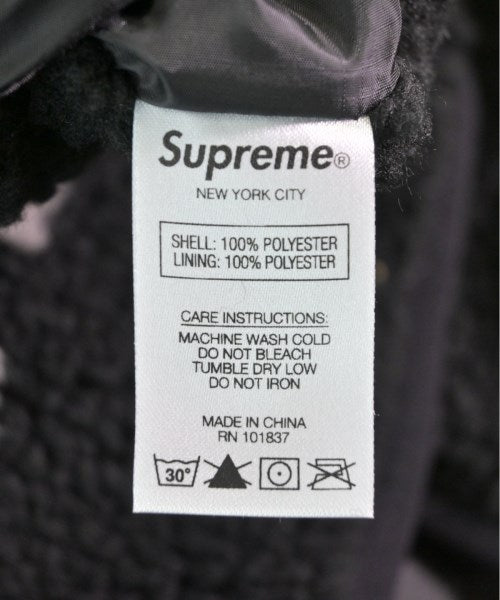 Supreme®
NEW YORK CITY
SHELL: 100% POLYESTER
LINING: 100% POLYESTER
CARE INSTRUCTIONS:
MACHINE WASH COLD
DO NOT BLEACH
TUMBLE DRY LOW
DO NOT IRON
MADE IN CHINA
RN 101837
30°